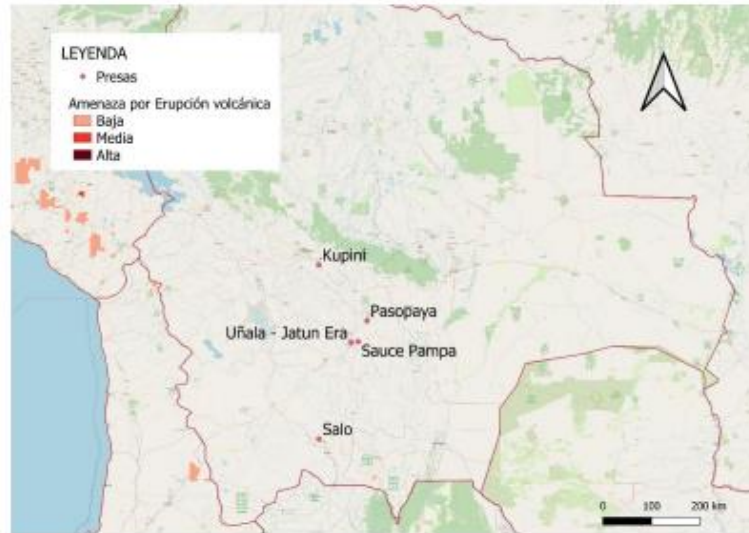 LEYENDA
Presas
Amenaza por Erupción volcánica
Baja
Media
Alta
Kupini
Pasopaya
Uñala - Jatun Era
Sauce Pampa
Salo
0 100 200 km